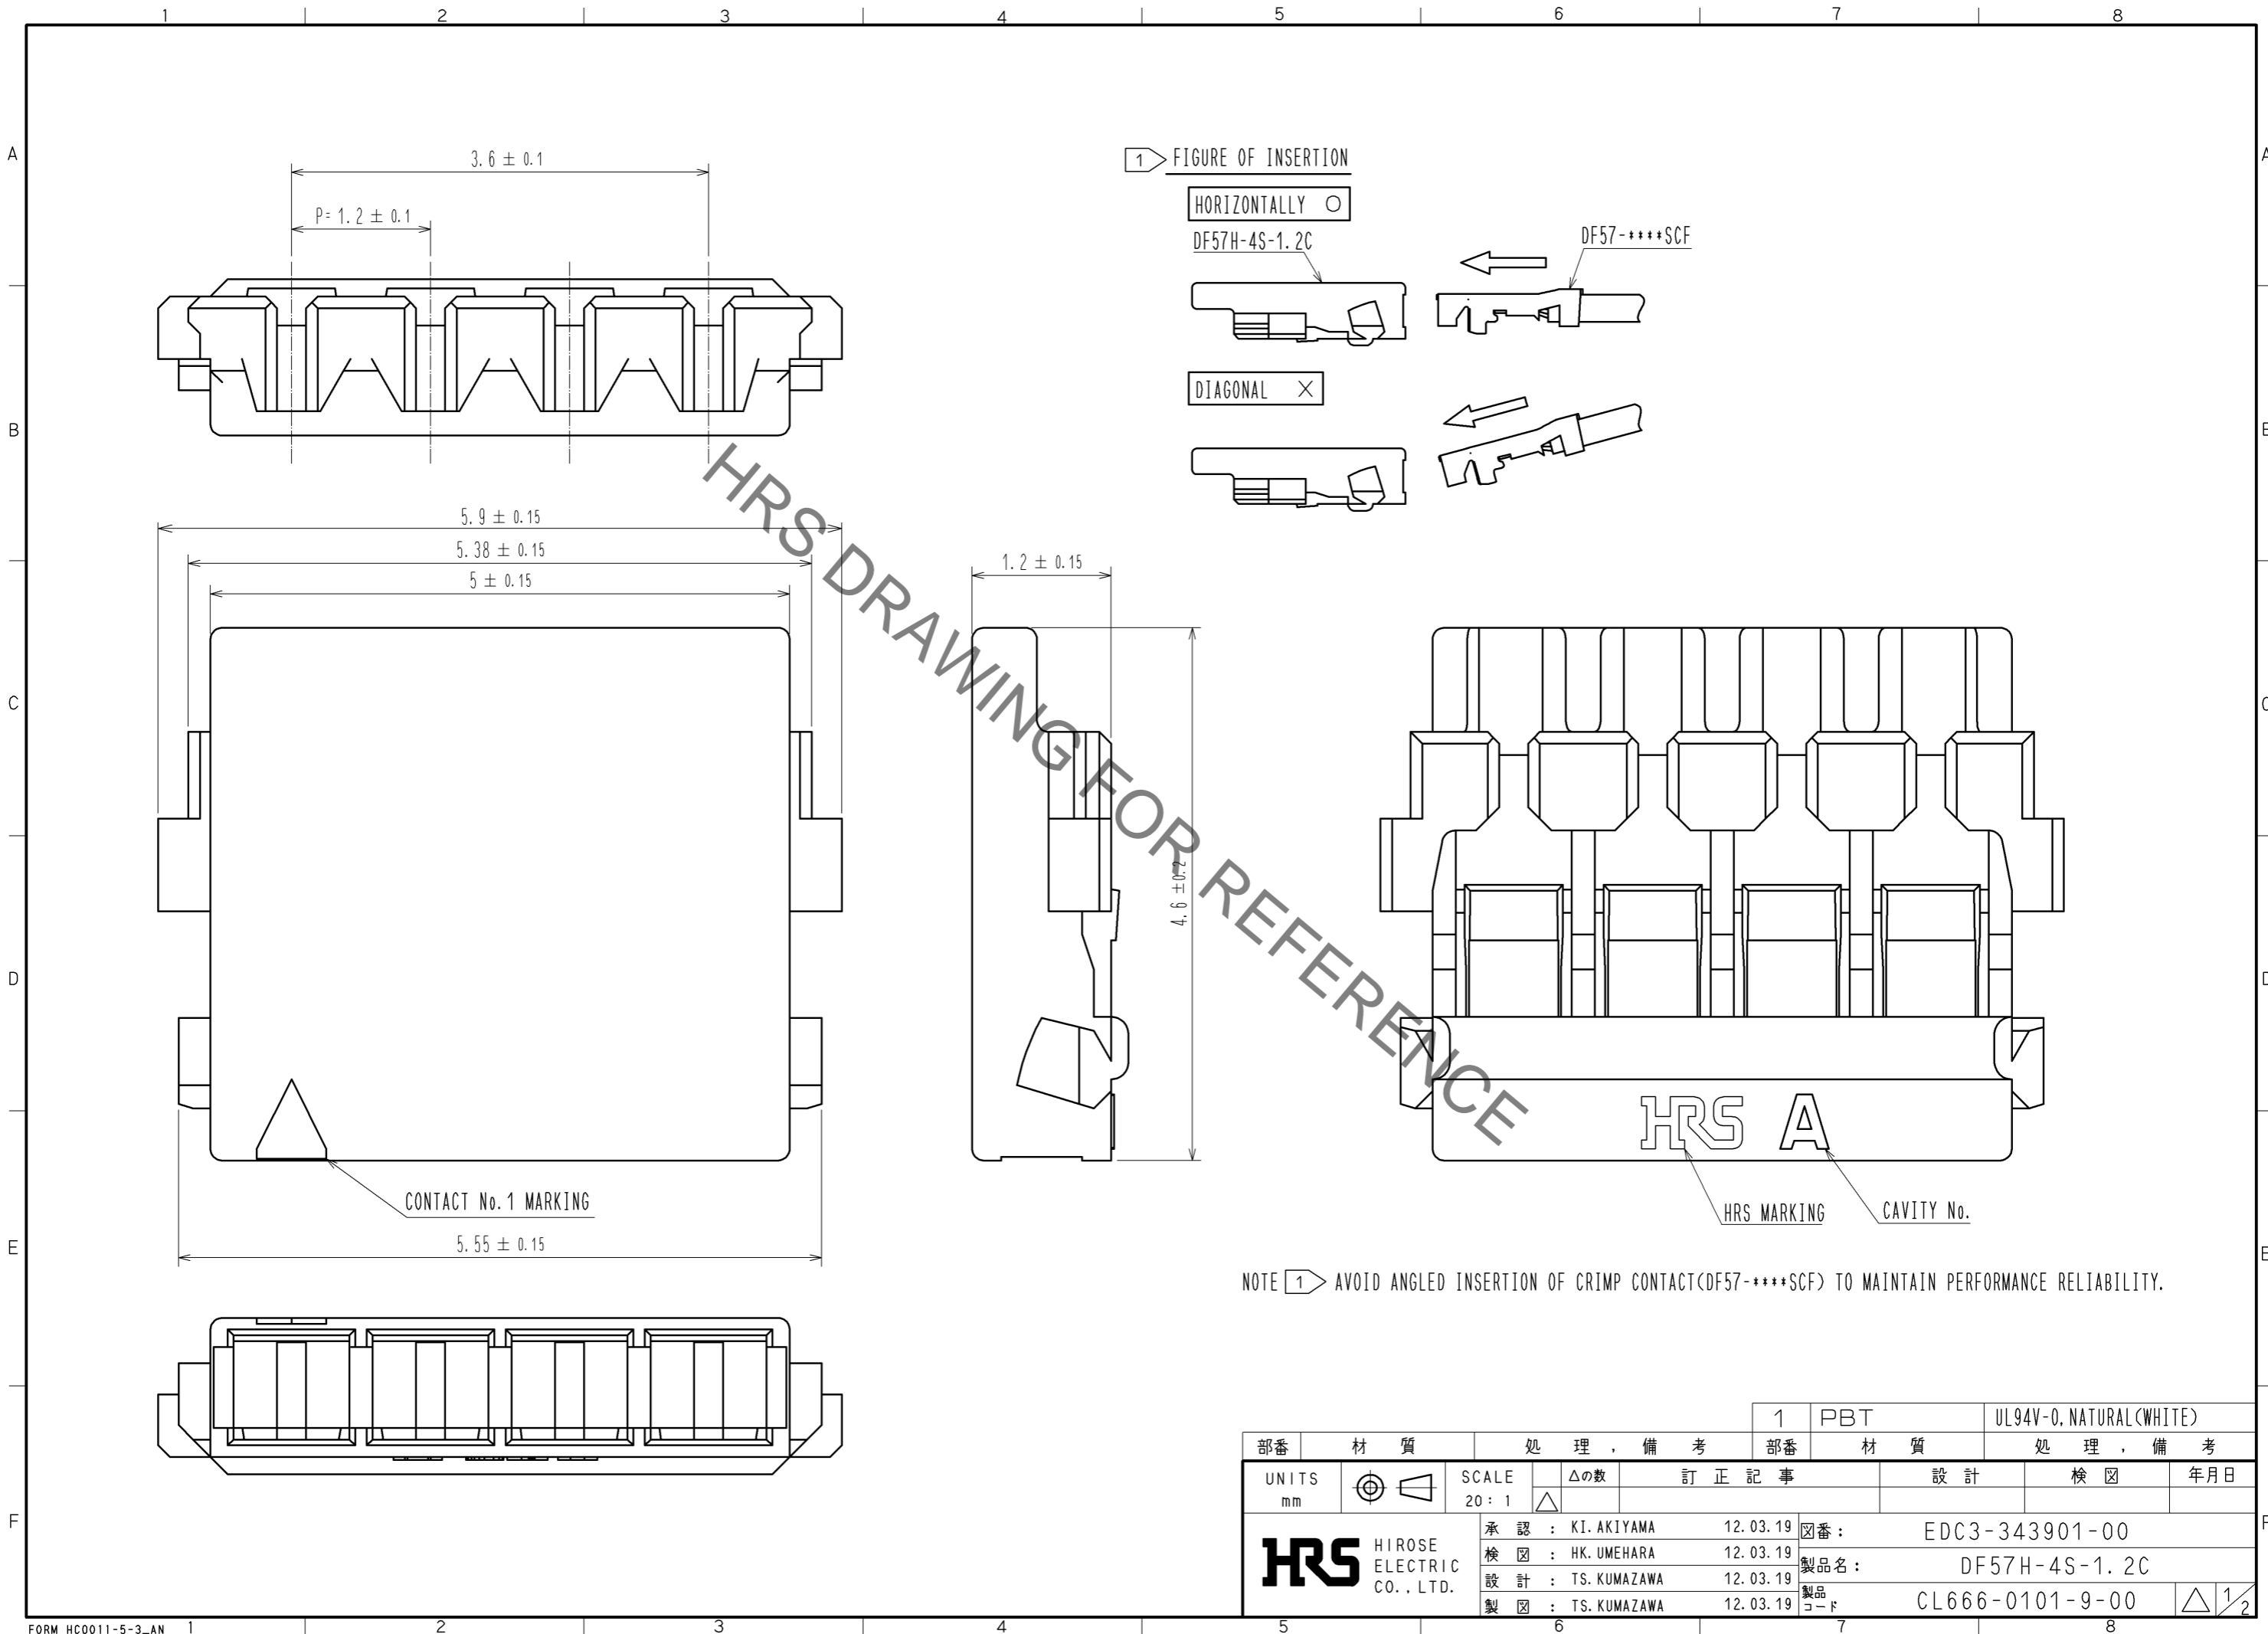 1 2 3 4 5 6 7 8
A A
3.6 ± 0.1
P= 1.2 ± 0.1
1 FIGURE OF INSERTION
HORIZONTALLY ○
DF57H-4S-1.2C
DF57-****SCF
DIAGONAL ×
B
5.9 ± 0.15
5.38 ± 0.15
5 ± 0.15
1.2 ± 0.15
C
4.6 ± 0.2
D
HRS DRAWING FOR REFERENCE
HRS A
CONTACT No.1 MARKING
HRS MARKING
CAVITY No.
E
5.55 ± 0.15
NOTE 1 AVOID ANGLED INSERTION OF CRIMP CONTACT(DF57-****SCF) TO MAINTAIN PERFORMANCE RELIABILITY.
1 PBT UL94V-0, NATURAL(WHITE)
部番 材 質 処 理 , 備 考 部番 材 質 処 理 , 備 考
UNITS mm SCALE 20 : 1 △の数 訂 正 記 事 設 計 検 図 年月日
△
F
HRS HIROSE ELECTRIC CO., LTD.
承 認 : KI. AKIYAMA 12.03.19 図番: EDC3-343901-00
検 図 : HK. UMEHARA 12.03.19
製品名: DF57H-4S-1.2C
設 計 : TS. KUMAZAWA 12.03.19
製 図 : TS. KUMAZAWA 12.03.19 製品コード CL666-0101-9-00 △ 1/2
FORM HC0011-5-3_AN 1 2 3 4 5 6 7 8